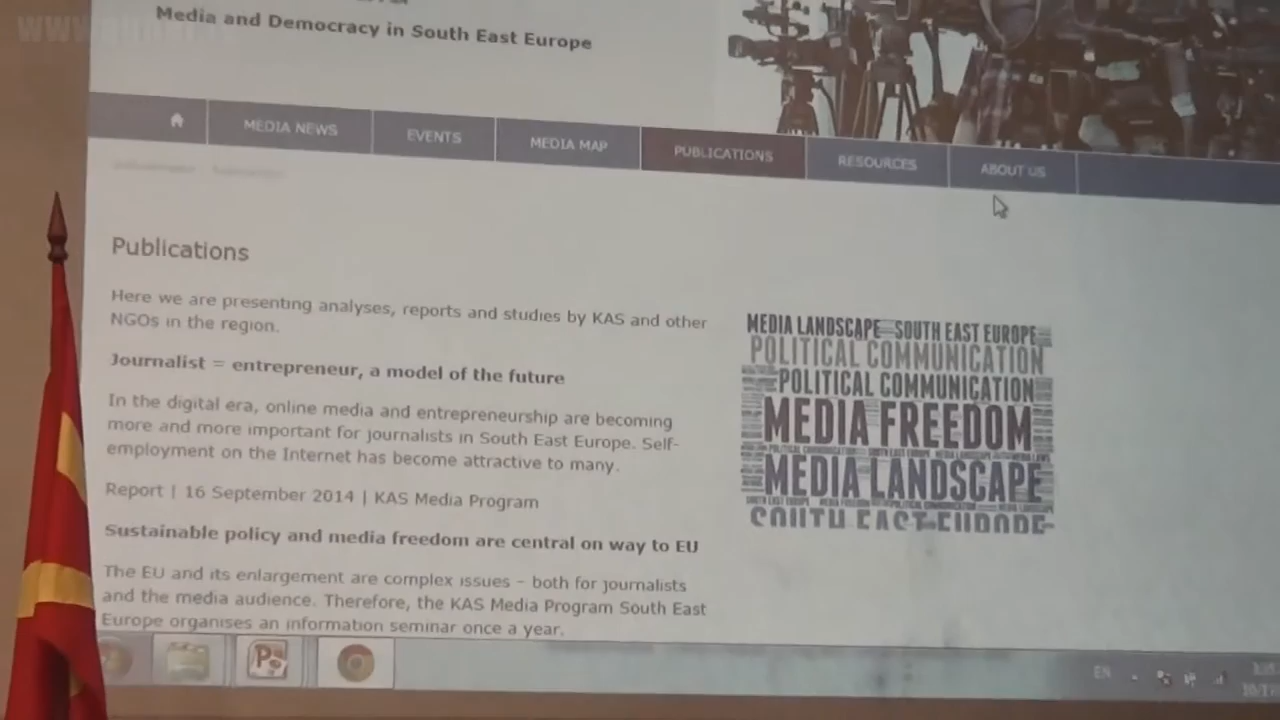 Media and Democracy in South East Europe
MEDIA NEWS
EVENTS
MEDIA MAP
PUBLICATIONS
RESOURCES
ABOUT US
Publications
Here we are presenting analyses, reports and studies by KAS and other
NGOs in the region.
Journalist = entrepreneur, a model of the future
In the digital era, online media and entrepreneurship are becoming
more and more important for journalists in South East Europe. Self-
employment on the Internet has become attractive to many.
Report | 16 September 2014 | KAS Media Program
Sustainable policy and media freedom are central on way to EU
The EU and its enlargement are complex issues – both for journalists
and the media audience. Therefore, the KAS Media Program South East
Europe organises an information seminar once a year.
MEDIA LANDSCAPE SOUTH EAST EUROPE
POLITICAL COMMUNICATION
POLITICAL COMMUNICATION
MEDIA FREEDOM
MEDIA LANDSCAPE
SOUTH EAST EUROPE
EN